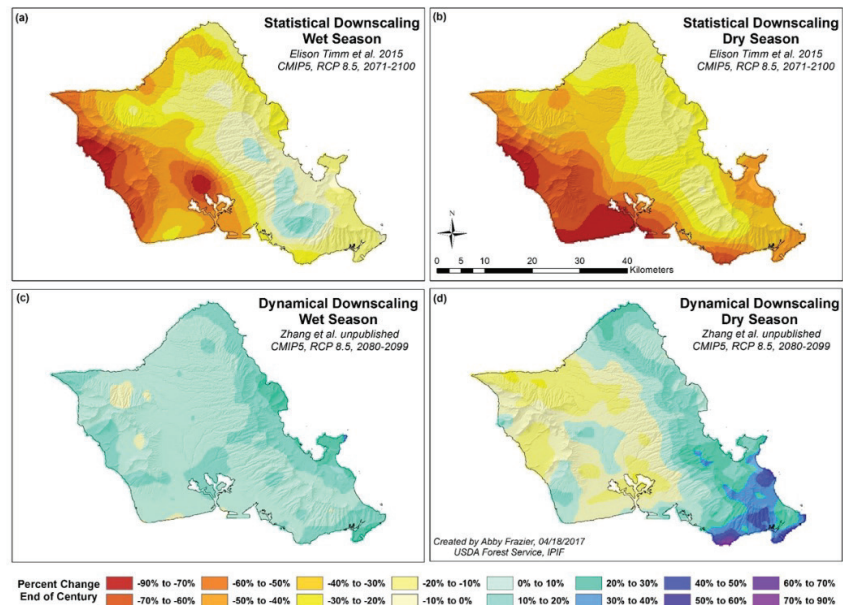 (a)
Statistical Downscaling
Wet Season
Elison Timm et al. 2015
CMIP5, RCP 8.5, 2071-2100
(b)
Statistical Downscaling
Dry Season
Elison Timm et al. 2015
CMIP5, RCP 8.5, 2071-2100
N
0 5 10 20 30 40
Kilometers
(c)
Dynamical Downscaling
Wet Season
Zhang et al. unpublished
CMIP5, RCP 8.5, 2080-2099
(d)
Dynamical Downscaling
Dry Season
Zhang et al. unpublished
CMIP5, RCP 8.5, 2080-2099
Created by Abby Frazier, 04/18/2017
USDA Forest Service, IPIF
Percent Change
End of Century
-90% to -70% -60% to -50% -40% to -30% -20% to -10% 0% to 10% 20% to 30% 40% to 50% 60% to 70%
-70% to -60% -50% to -40% -30% to -20% -10% to 0% 10% to 20% 30% to 40% 50% to 60% 70% to 90%